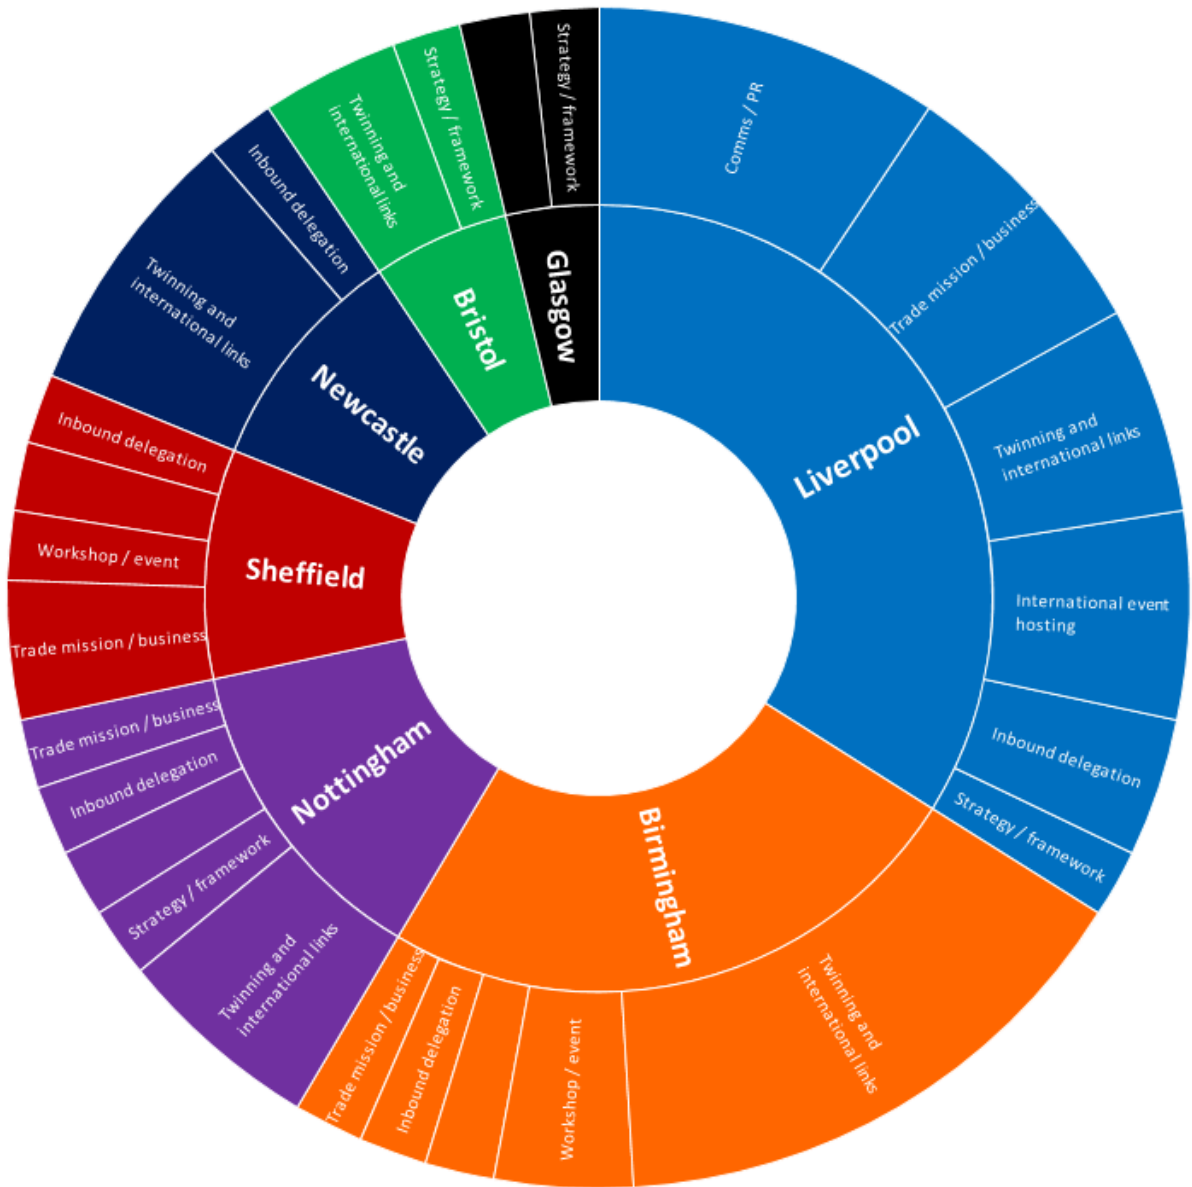 Liverpool
Comms / PR
Trade mission / business
Twinning and
international links
International event
hosting
Inbound delegation
Strategy / framework
Birmingham
Twinning and
international links
Workshop / event
Inbound delegation
Trade mission / business
Nottingham
Twinning and
international links
Strategy / framework
Inbound delegation
Trade mission / business
Sheffield
Trade mission / business
Workshop / event
Inbound delegation
Newcastle
Twinning and
international links
Inbound delegation
Bristol
Twinning and
international links
Strategy / framework
Glasgow
Strategy / framework